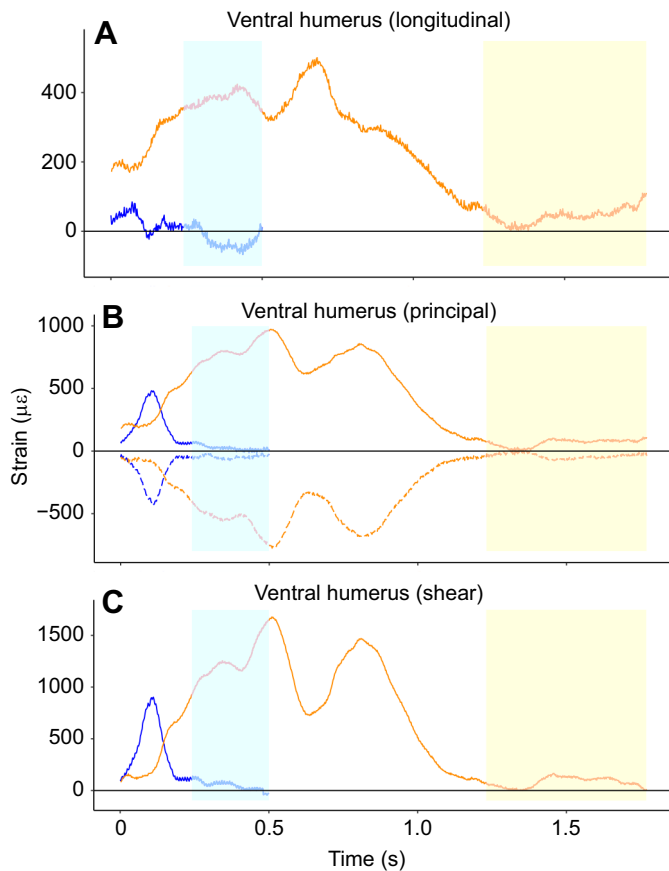 A
Ventral humerus (longitudinal)
400
200
0
B
Ventral humerus (principal)
1000
500
0
−500
Strain (με)
C
Ventral humerus (shear)
1500
1000
500
0
0
0.5
1.0
1.5
Time (s)